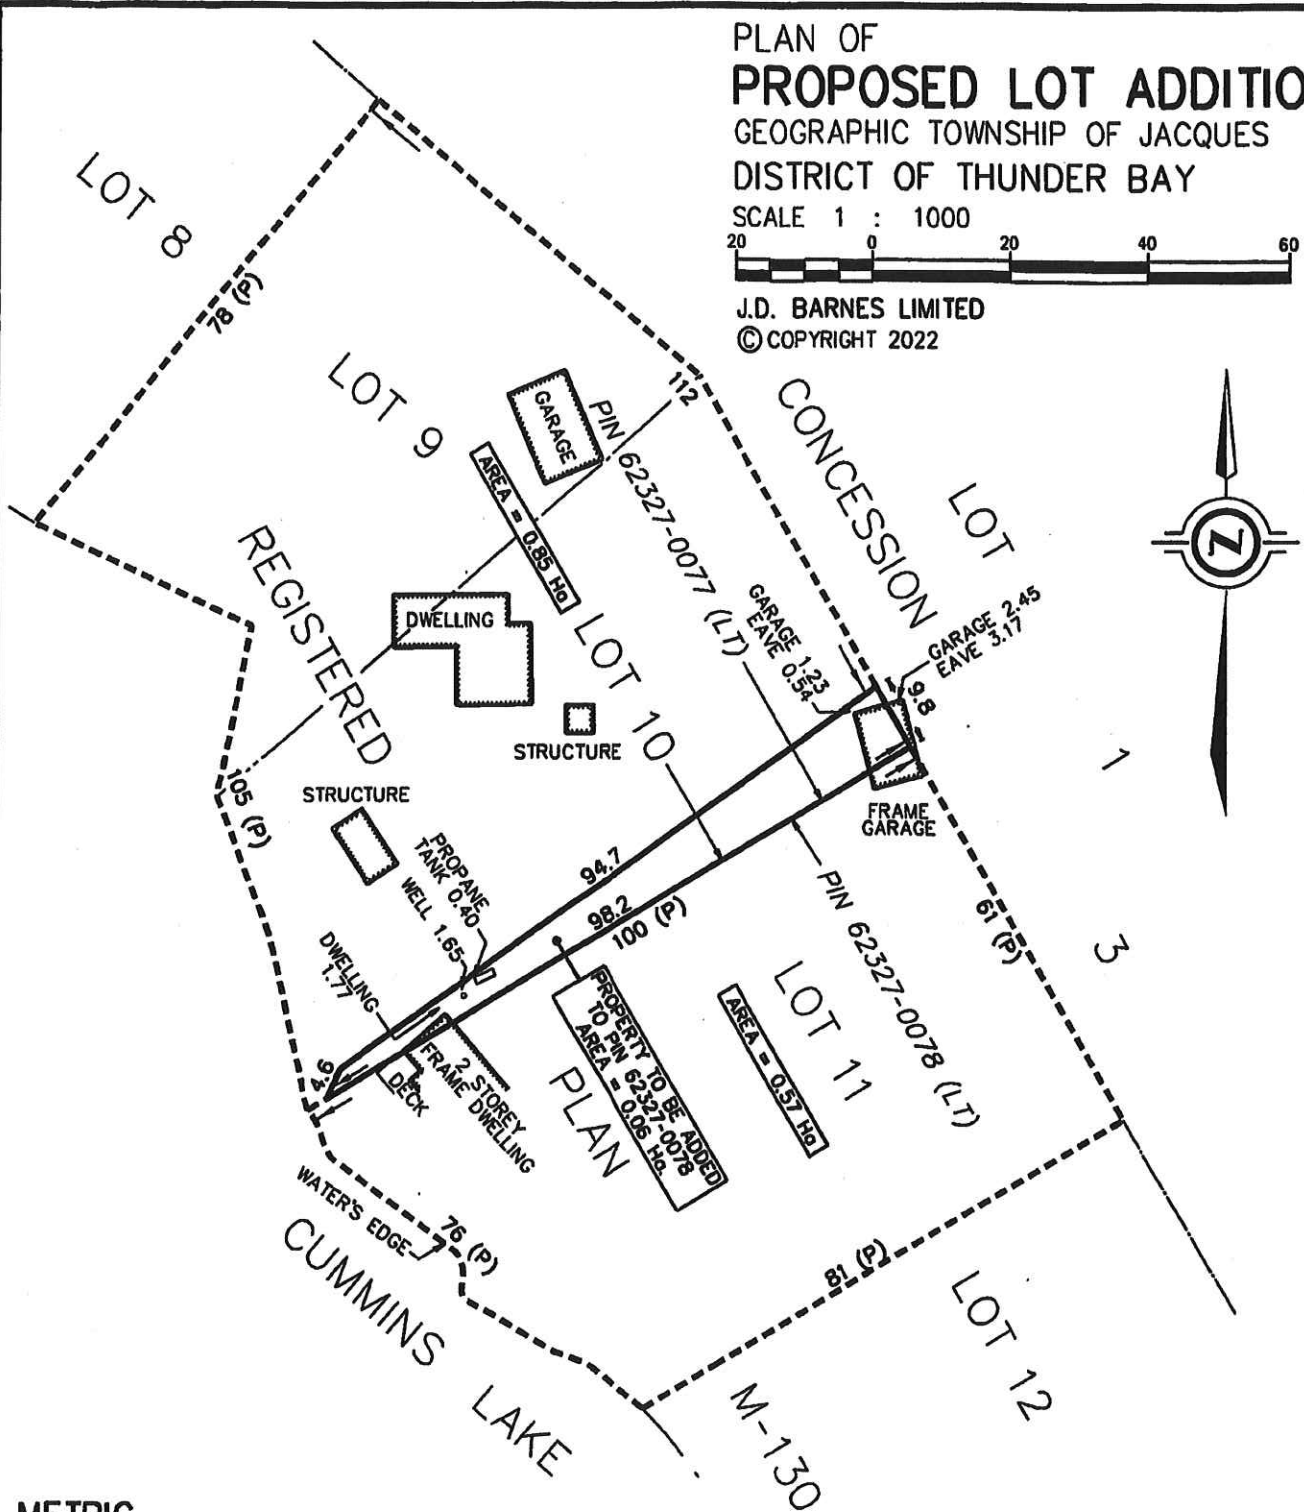 PLAN OF
PROPOSED LOT ADDITIO
GEOGRAPHIC TOWNSHIP OF JACQUES
DISTRICT OF THUNDER BAY
SCALE 1 : 1000
20 0 20 40 60
J.D. BARNES LIMITED
© COPYRIGHT 2022
LOT 8
78 (P)
LOT 9
GARAGE
112
PIN 62327-0077 (LT)
AREA = 0.85 Ha
CONCESSION
LOT
1
3
N
REGISTERED
DWELLING
LOT 10
GARAGE 1.23
EAVE 0.54
GARAGE 2.45
EAVE 3.17
9.8
STRUCTURE
105 (P)
STRUCTURE
FRAME
GARAGE
PROPANE
TANK 0.40
WELL 1.65
94.7
98.2
100 (P)
61 (P)
PIN 62327-0078 (LT)
DWELLING
1.77
LOT 11
AREA = 0.57 Ha
PROPERTY TO BE ADDED
TO PIN 62327-0078
AREA = 0.06 Ha.
DECK
2 STOREY
FRAME DWELLING
PLAN
WATER'S EDGE
76 (P)
81 (P)
CUMMINS
LAKE
LOT 12
M-130
METRIC